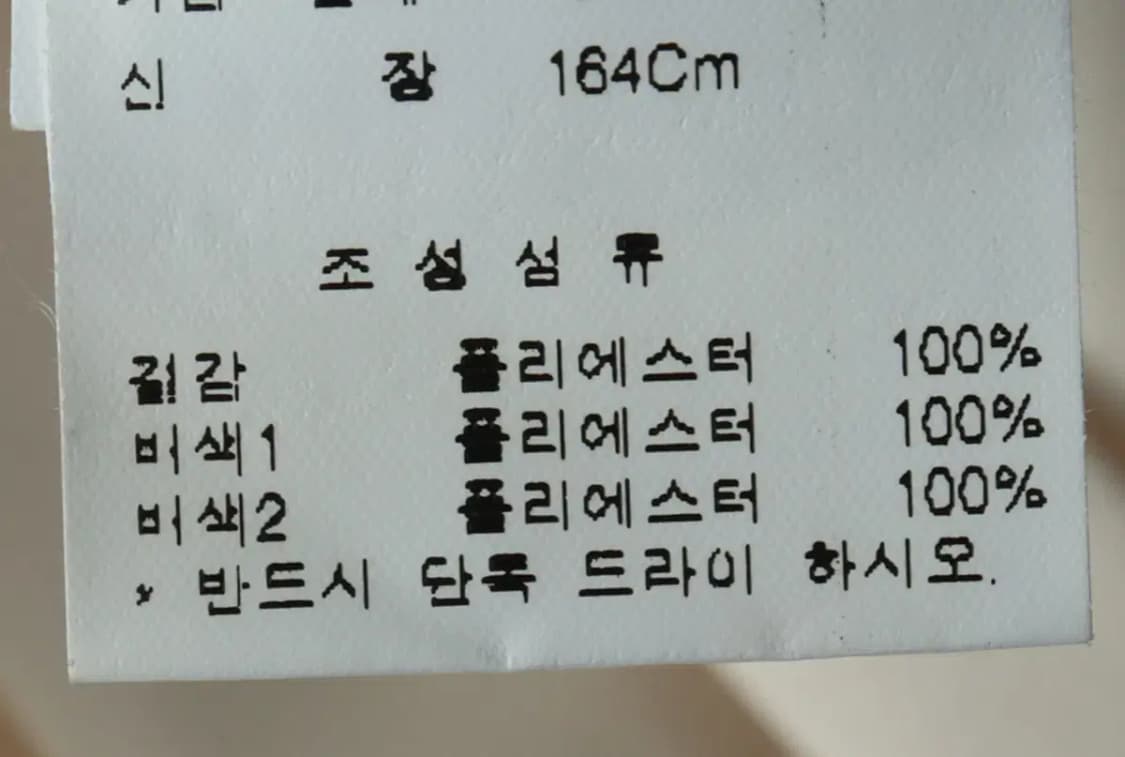 신 장 164Cm
조성섬유
겉감 폴리에스터 100%
배색1 폴리에스터 100%
배색2 폴리에스터 100%
* 반드시 단독 드라이 하시오.